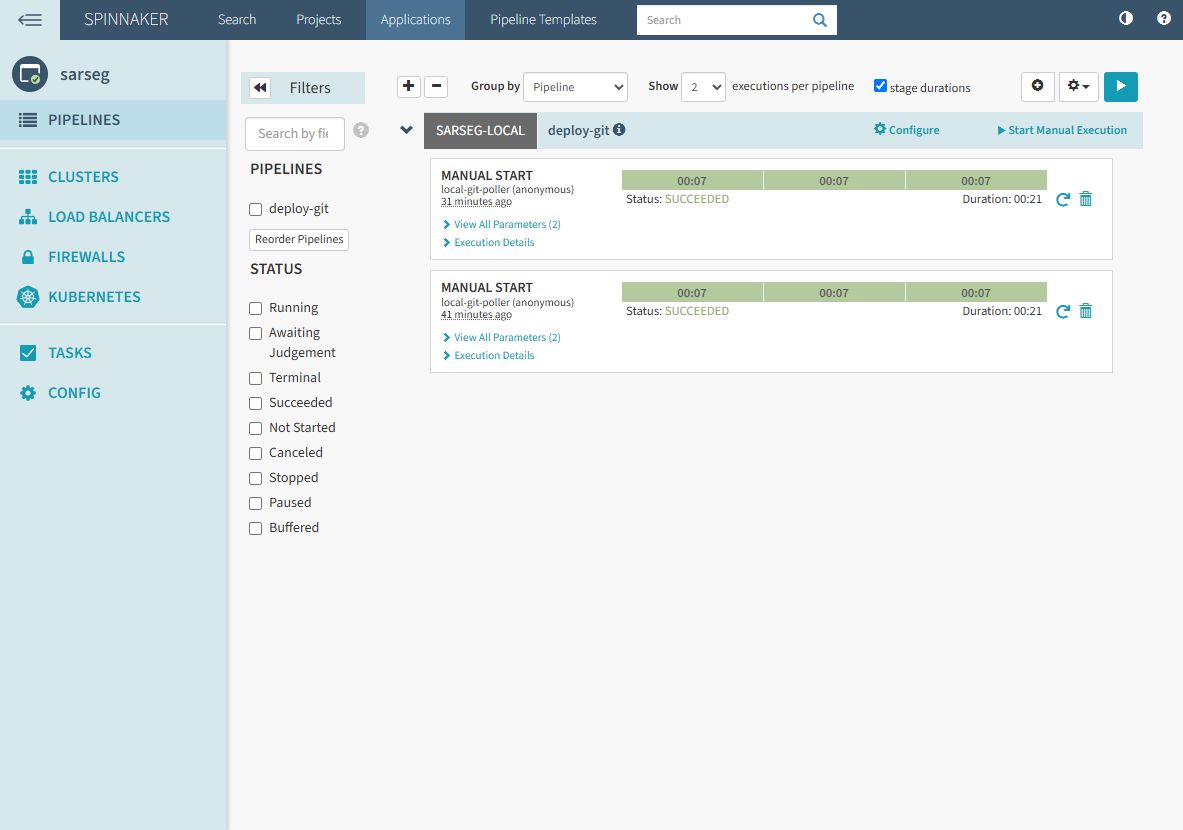 SPINNAKER Search Projects Applications Pipeline Templates Search
sarseg
PIPELINES
CLUSTERS
LOAD BALANCERS
FIREWALLS
KUBERNETES
TASKS
CONFIG
Filters
Search by fie
PIPELINES
deploy-git
Reorder Pipelines
STATUS
Running
Awaiting
Judgement
Terminal
Succeeded
Not Started
Canceled
Stopped
Paused
Buffered
Group by Pipeline Show 2 executions per pipeline stage durations
SARSEG-LOCAL deploy-git Configure Start Manual Execution
MANUAL START
local-git-poller (anonymous)
31 minutes ago
View All Parameters (2)
Execution Details
00:07 00:07 00:07
Status: SUCCEEDED Duration: 00:21
MANUAL START
local-git-poller (anonymous)
41 minutes ago
View All Parameters (2)
Execution Details
00:07 00:07 00:07
Status: SUCCEEDED Duration: 00:21